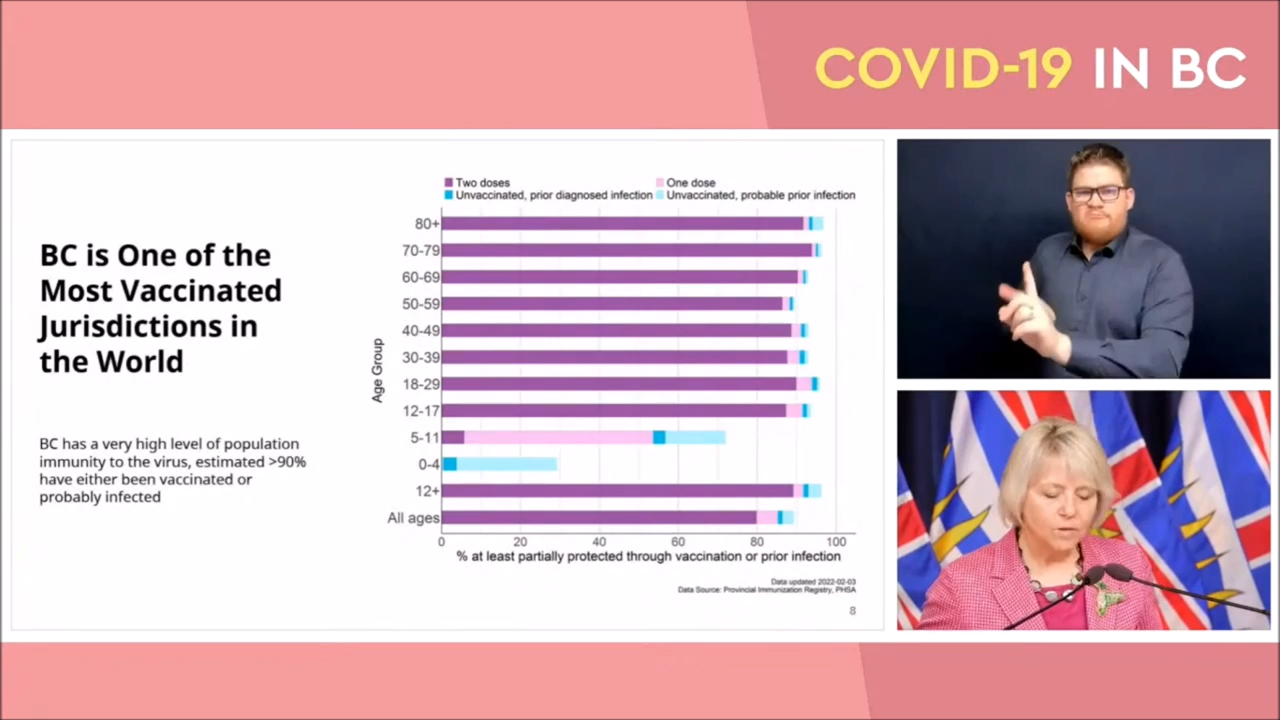 COVID-19 IN BC
BC is One of the
Most Vaccinated
Jurisdictions in
the World
BC has a very high level of population
immunity to the virus, estimated >90%
have either been vaccinated or
probably infected
Two doses
One dose
Unvaccinated, prior diagnosed infection
Unvaccinated, probable prior infection
Age Group
80+
70-79
60-69
50-59
40-49
30-39
18-29
12-17
5-11
0-4
12+
All ages
0 20 40 60 80 100
% at least partially protected through vaccination or prior infection
Data updated 2022-02-03
Data Source: Provincial Immunization Registry, PHSA
8